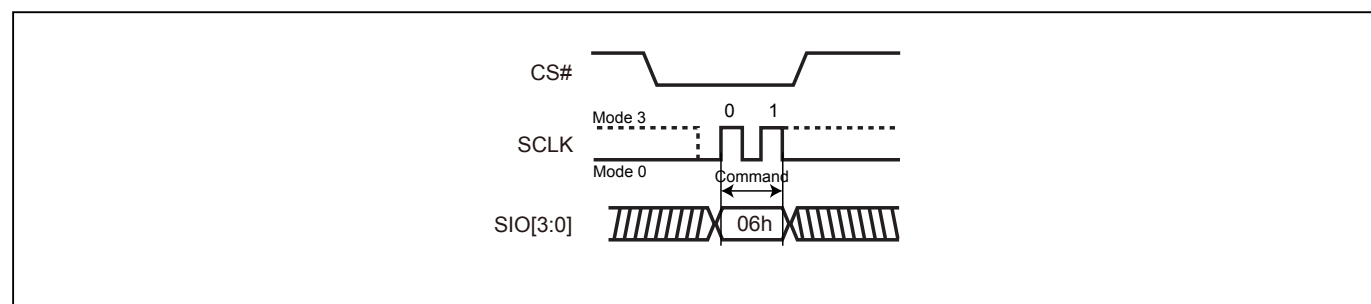 CS#
Mode 3
0 1
SCLK
Mode 0
Command
SIO[3:0]
06h